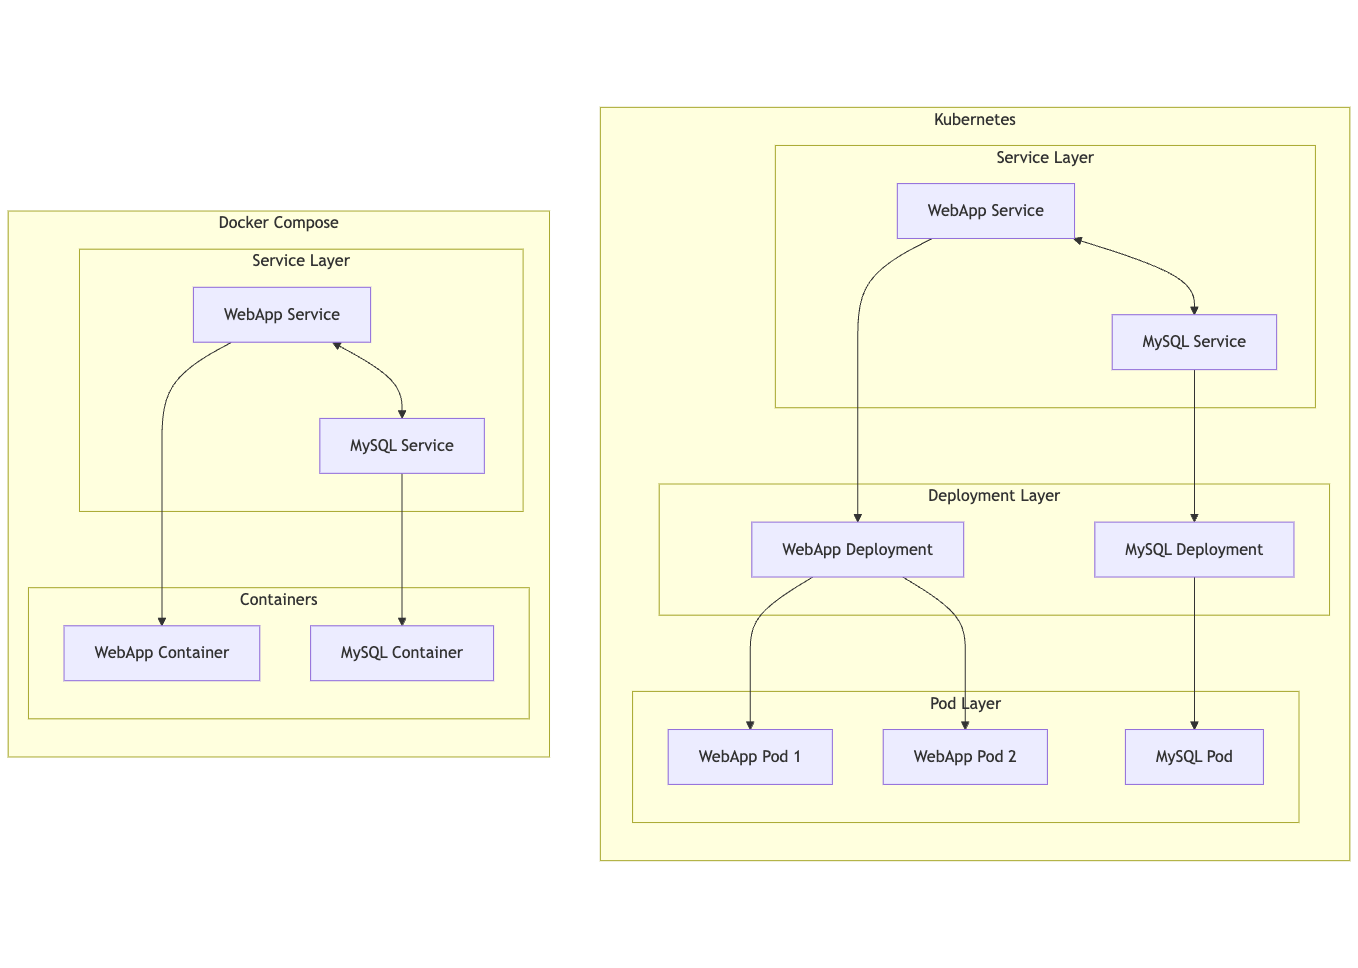 Docker Compose
Service Layer
WebApp Service
MySQL Service
Containers
WebApp Container
MySQL Container
Kubernetes
Service Layer
WebApp Service
MySQL Service
Deployment Layer
WebApp Deployment
MySQL Deployment
Pod Layer
WebApp Pod 1
WebApp Pod 2
MySQL Pod